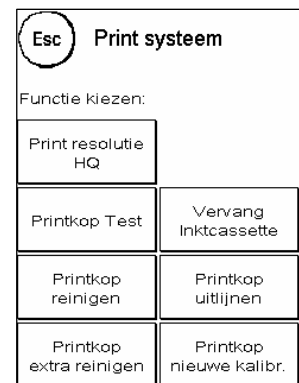 Esc Print systeem
Functie kiezen:
Print resolutie
HQ
Printkop Test
Vervang
Inktcassette
Printkop
reinigen
Printkop
uitlijnen
Printkop
extra reinigen
Printkop
nieuwe kalibr.